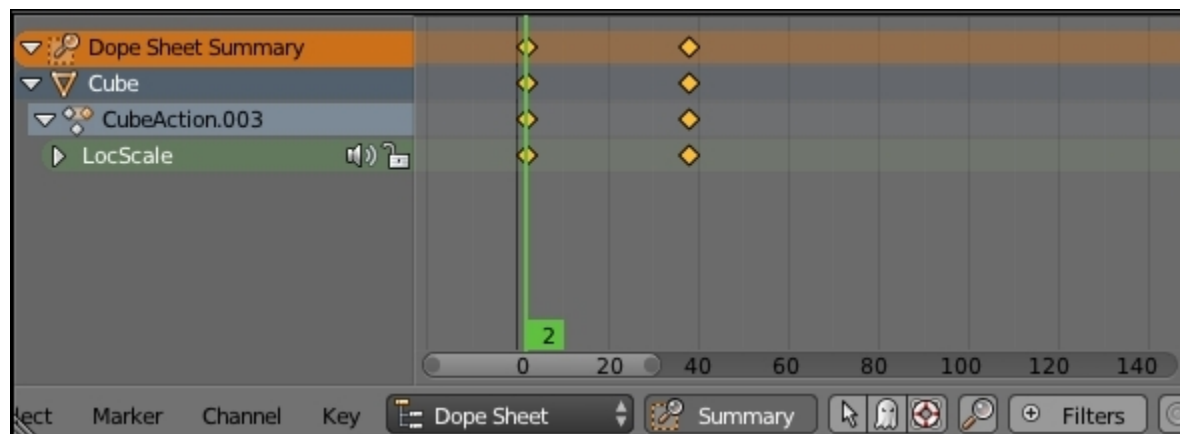 Dope Sheet Summary
Cube
CubeAction.003
LocScale
2
0 20 40 60 80 100 120 140
Marker Channel Key Dope Sheet Summary Filters